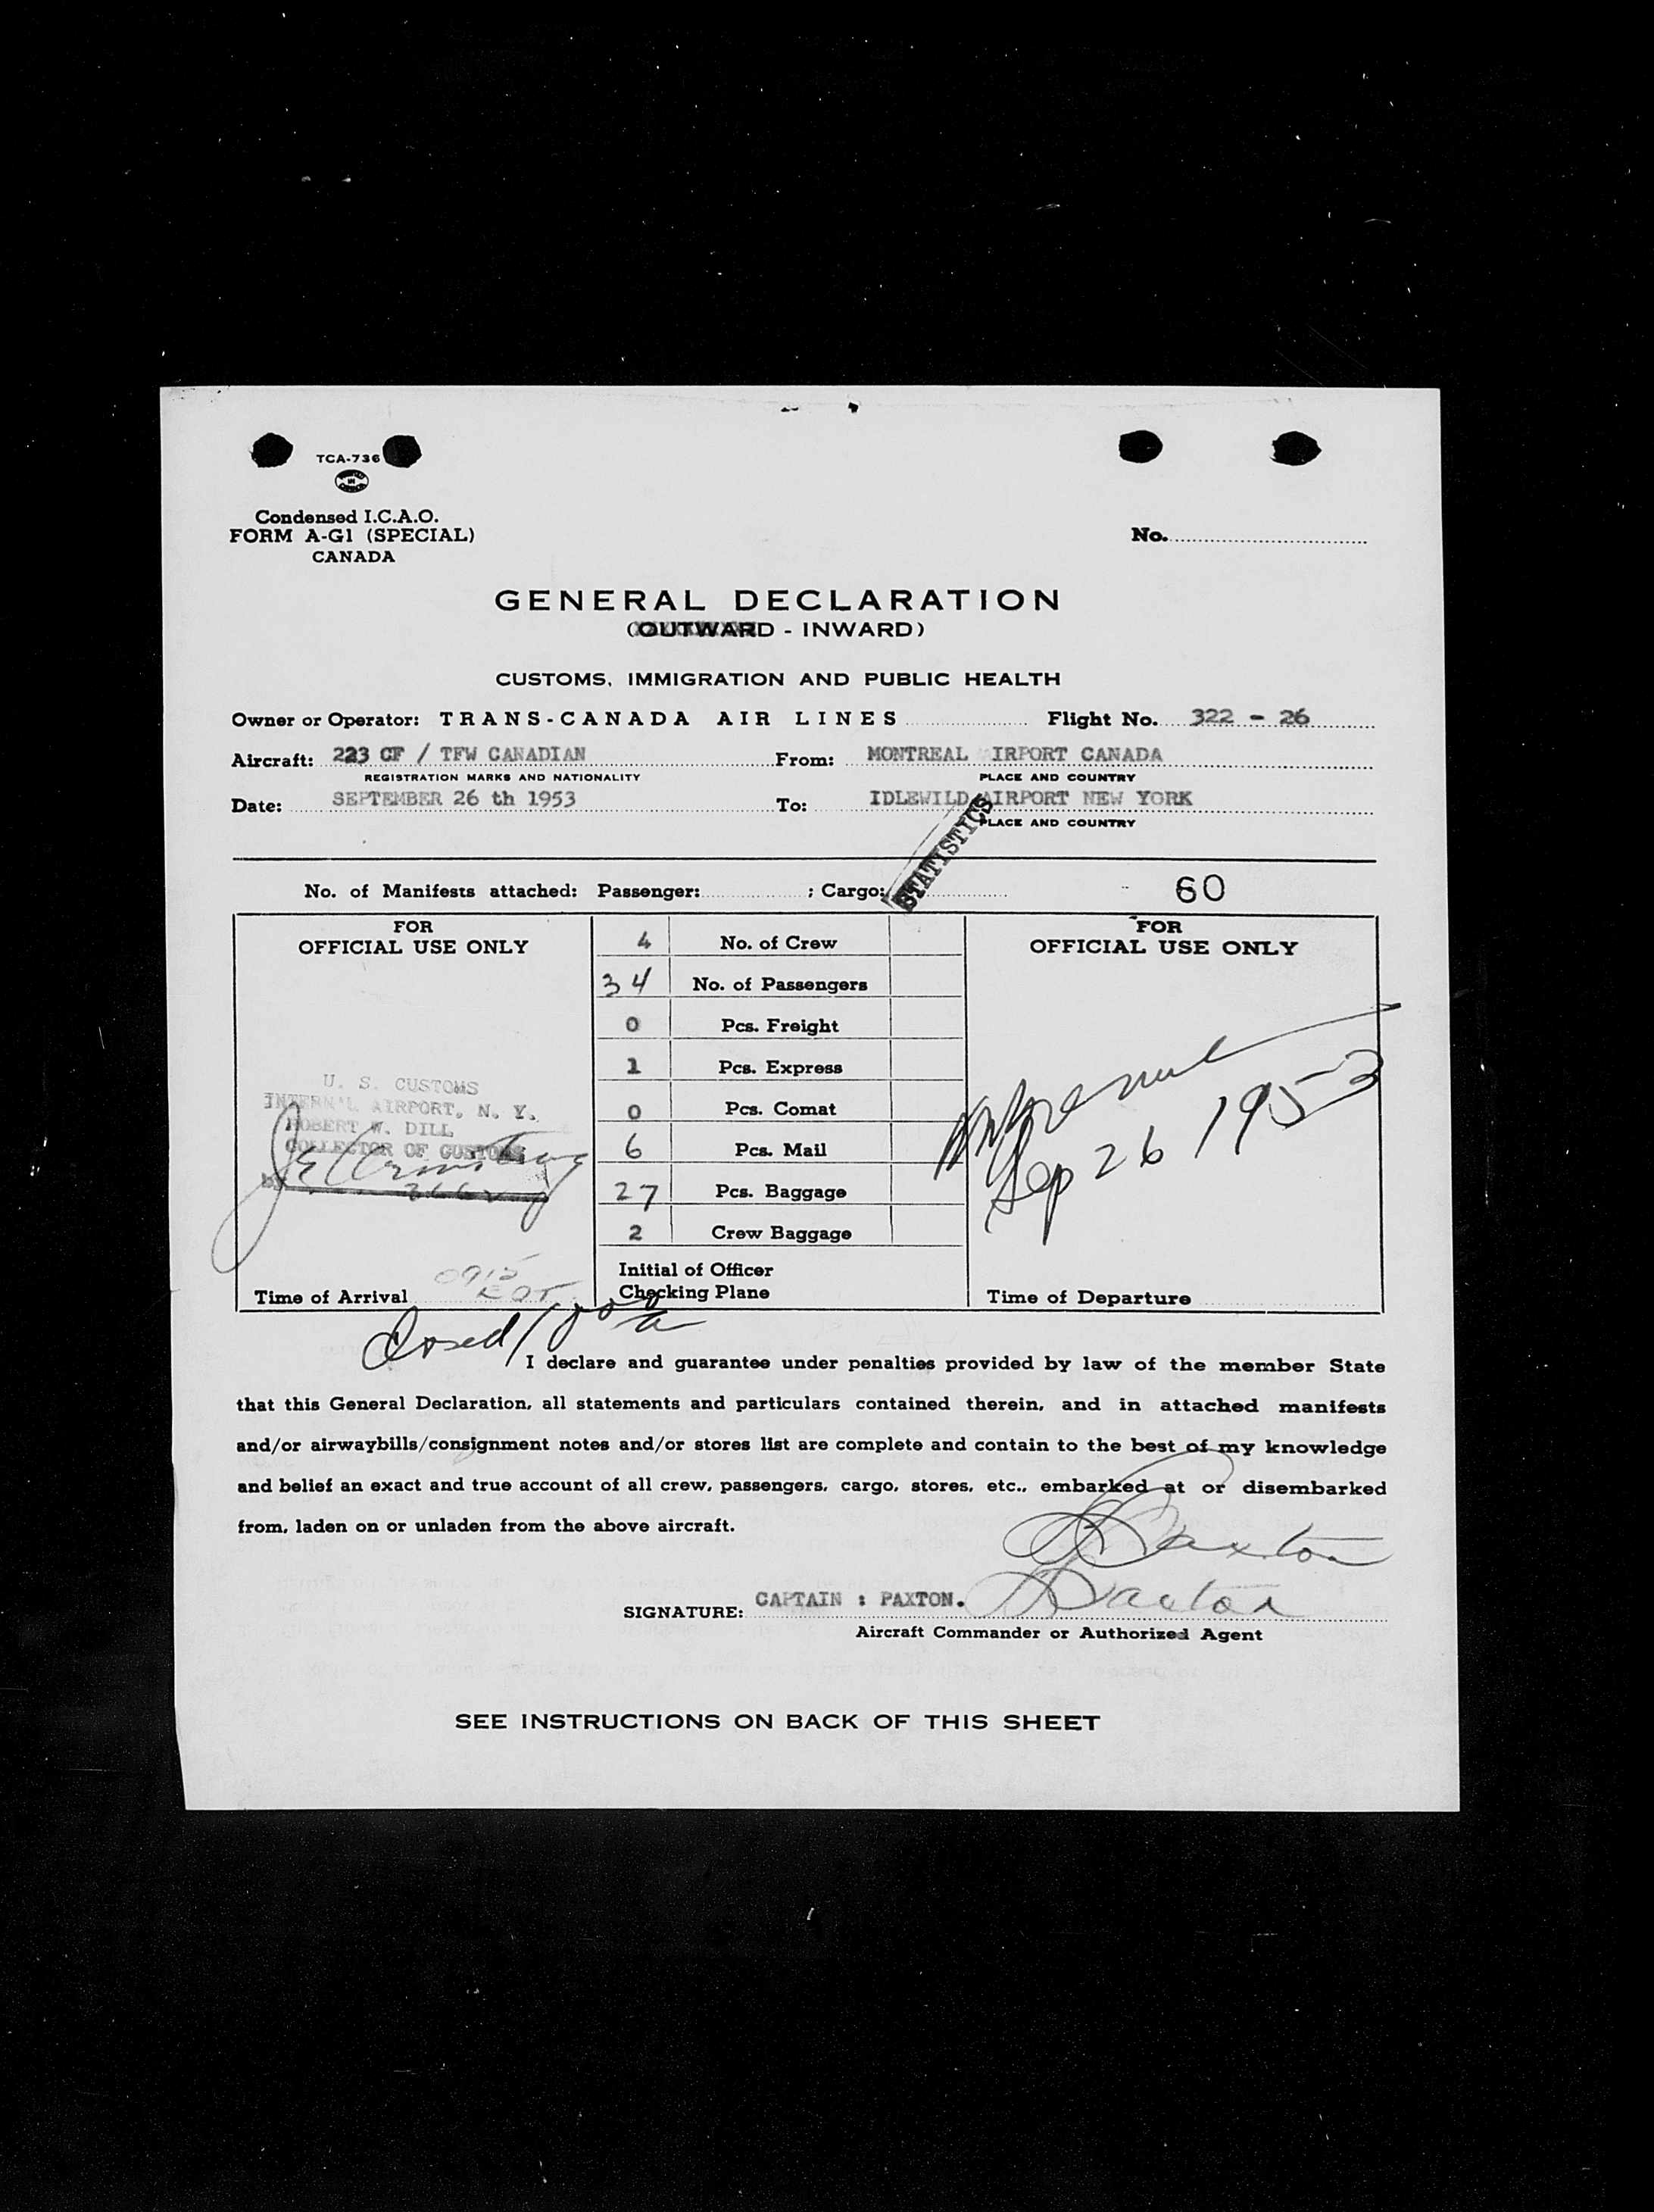 TCA-736
Condensed I.C.A.O.
FORM A-G1 (SPECIAL)
CANADA
No.
GENERAL DECLARATION
(OUTWARD - INWARD)
CUSTOMS, IMMIGRATION AND PUBLIC HEALTH
Owner or Operator: TRANS-CANADA AIR LINES Flight No. 322 - 26
Aircraft: 223 CF / TFW CANADIAN From: MONTREAL IRPORT CANADA
REGISTRATION MARKS AND NATIONALITY PLACE AND COUNTRY
Date: SEPTEMBER 26 th 1953 To: IDLEWILD AIRPORT NEW YORK
PLACE AND COUNTRY
STATISTICS
No. of Manifests attached: Passenger: ; Cargo: 60
FOR
OFFICIAL USE ONLY
U. S. CUSTOMS
INTERN'L AIRPORT, N. Y.
ROBERT W. DILL
COLLECTOR OF CUSTOMS
Time of Arrival 0915
EDT
4 No. of Crew
34 No. of Passengers
0 Pcs. Freight
1 Pcs. Express
0 Pcs. Comat
6 Pcs. Mail
27 Pcs. Baggage
2 Crew Baggage
Initial of Officer
Checking Plane
FOR
OFFICIAL USE ONLY
Sep 26 1953
Time of Departure
Closed
I declare and guarantee under penalties provided by law of the member State
that this General Declaration, all statements and particulars contained therein, and in attached manifests
and/or airwaybills/consignment notes and/or stores list are complete and contain to the best of my knowledge
and belief an exact and true account of all crew, passengers, cargo, stores, etc., embarked at or disembarked
from, laden on or unladen from the above aircraft.
Paxton
SIGNATURE: CAPTAIN : PAXTON. Paxton
Aircraft Commander or Authorized Agent
SEE INSTRUCTIONS ON BACK OF THIS SHEET